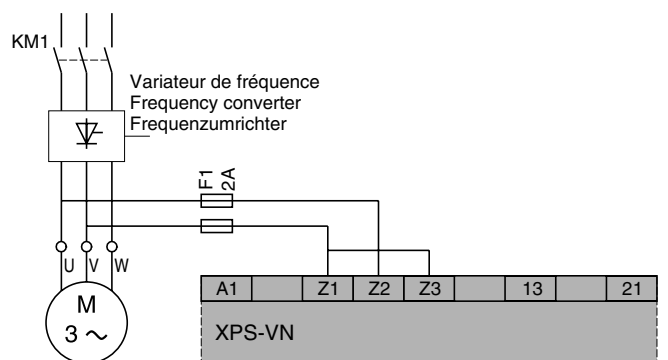 KM1
Variateur de fréquence
Frequency converter
Frequenzumrichter
F1
2A
U V W
M
3 ~
A1 Z1 Z2 Z3 13 21
XPS-VN